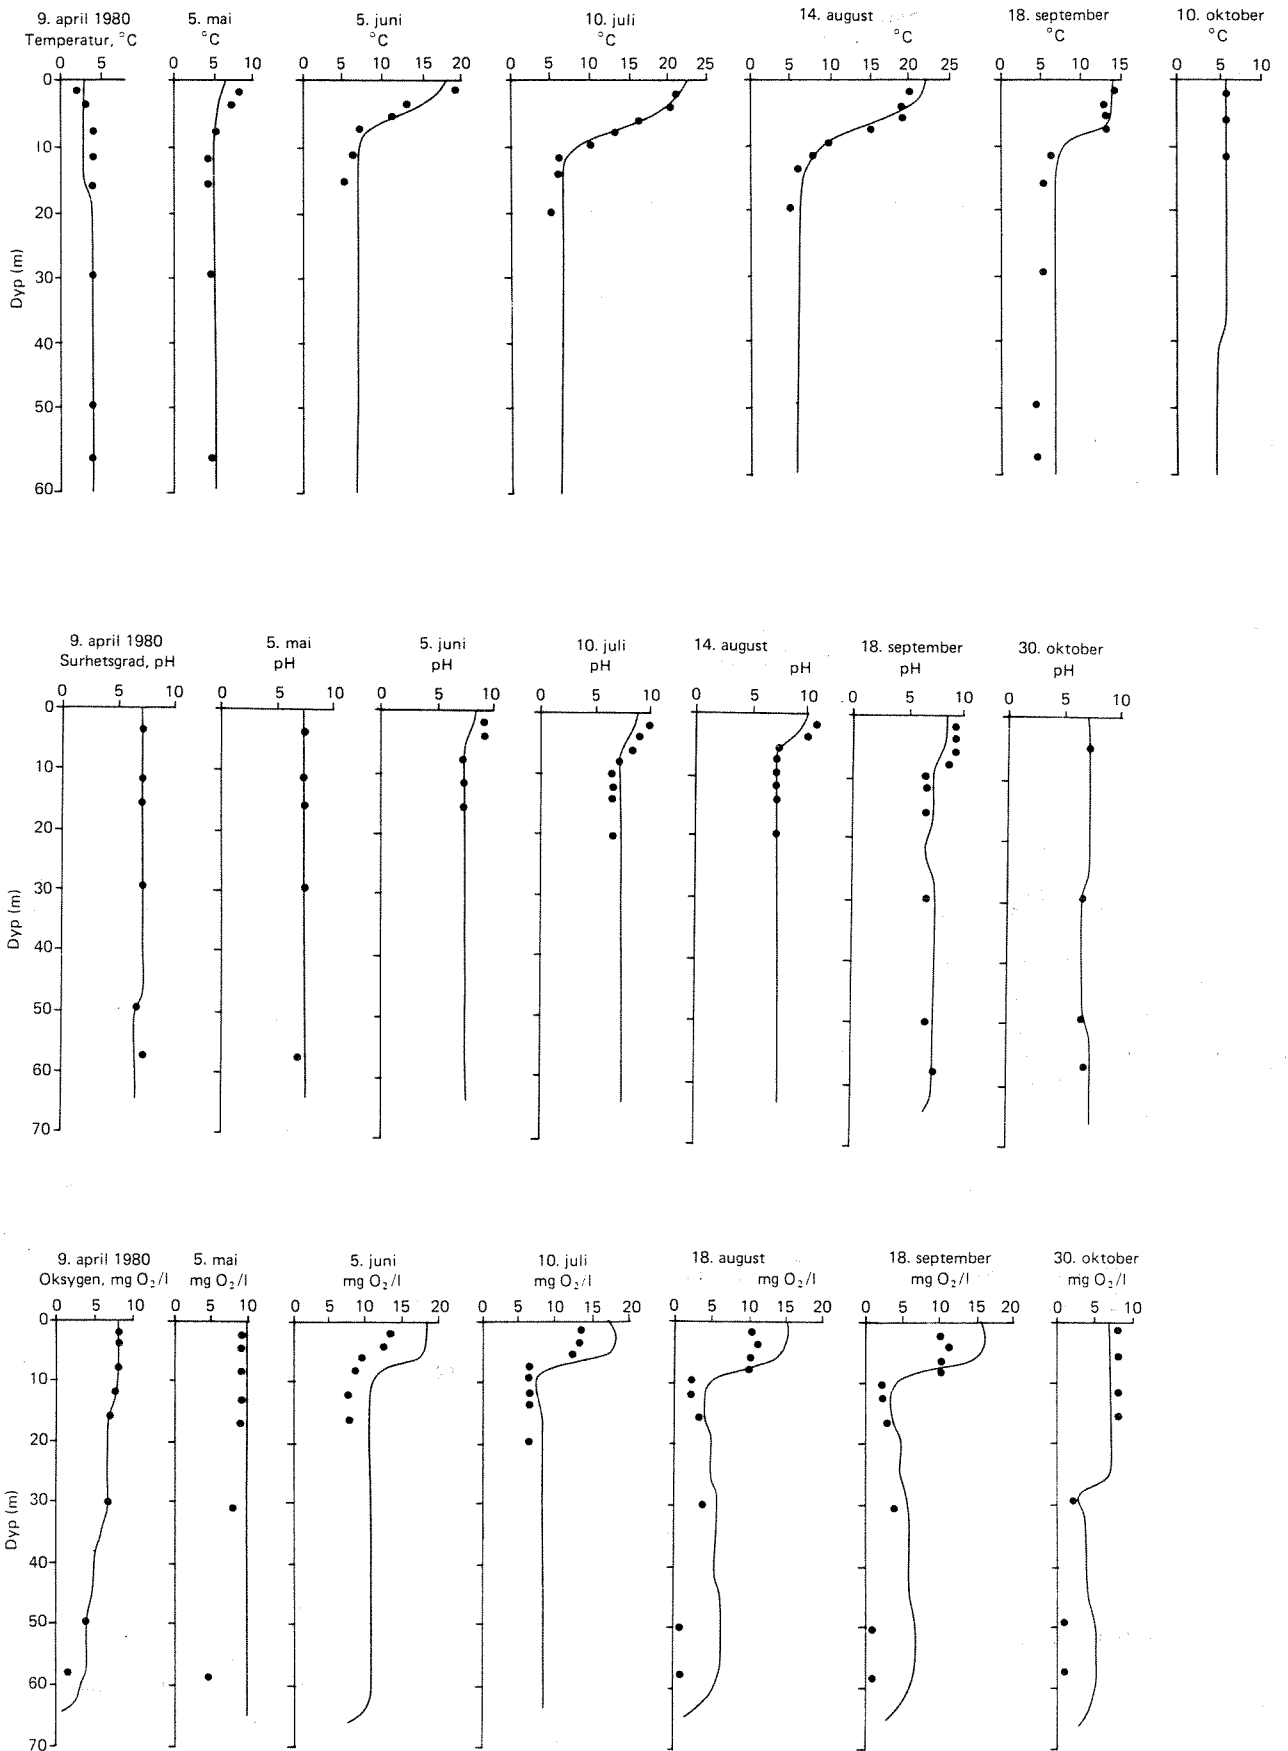 9. april 1980 5. mai 5. juni 10. juli 14. august 18. september 10. oktober
Temperatur, °C °C °C °C °C °C °C
0 5 0 5 10 0 5 10 15 20 0 5 10 15 20 25 0 5 10 15 20 25 0 5 10 15 0 5 10
0
10
20
30
40
50
60
Dyp (m)
9. april 1980 5. mai 5. juni 10. juli 14. august 18. september 30. oktober
Surhetsgrad, pH pH pH pH pH pH pH
0 5 10 0 5 10 0 5 10 0 5 10 0 5 10 0 5 10 0 5 10
0
10
20
30
40
50
60
70
Dyp (m)
9. april 1980 5. mai 5. juni 10. juli 18. august 18. september 30. oktober
Oksygen, mg O₂/l mg O₂/l mg O₂/l mg O₂/l mg O₂/l mg O₂/l mg O₂/l
0 5 10 0 5 10 0 5 10 15 20 0 5 10 15 20 0 5 10 15 20 0 5 10 15 20 0 5 10
0
10
20
30
40
50
60
70
Dyp (m)